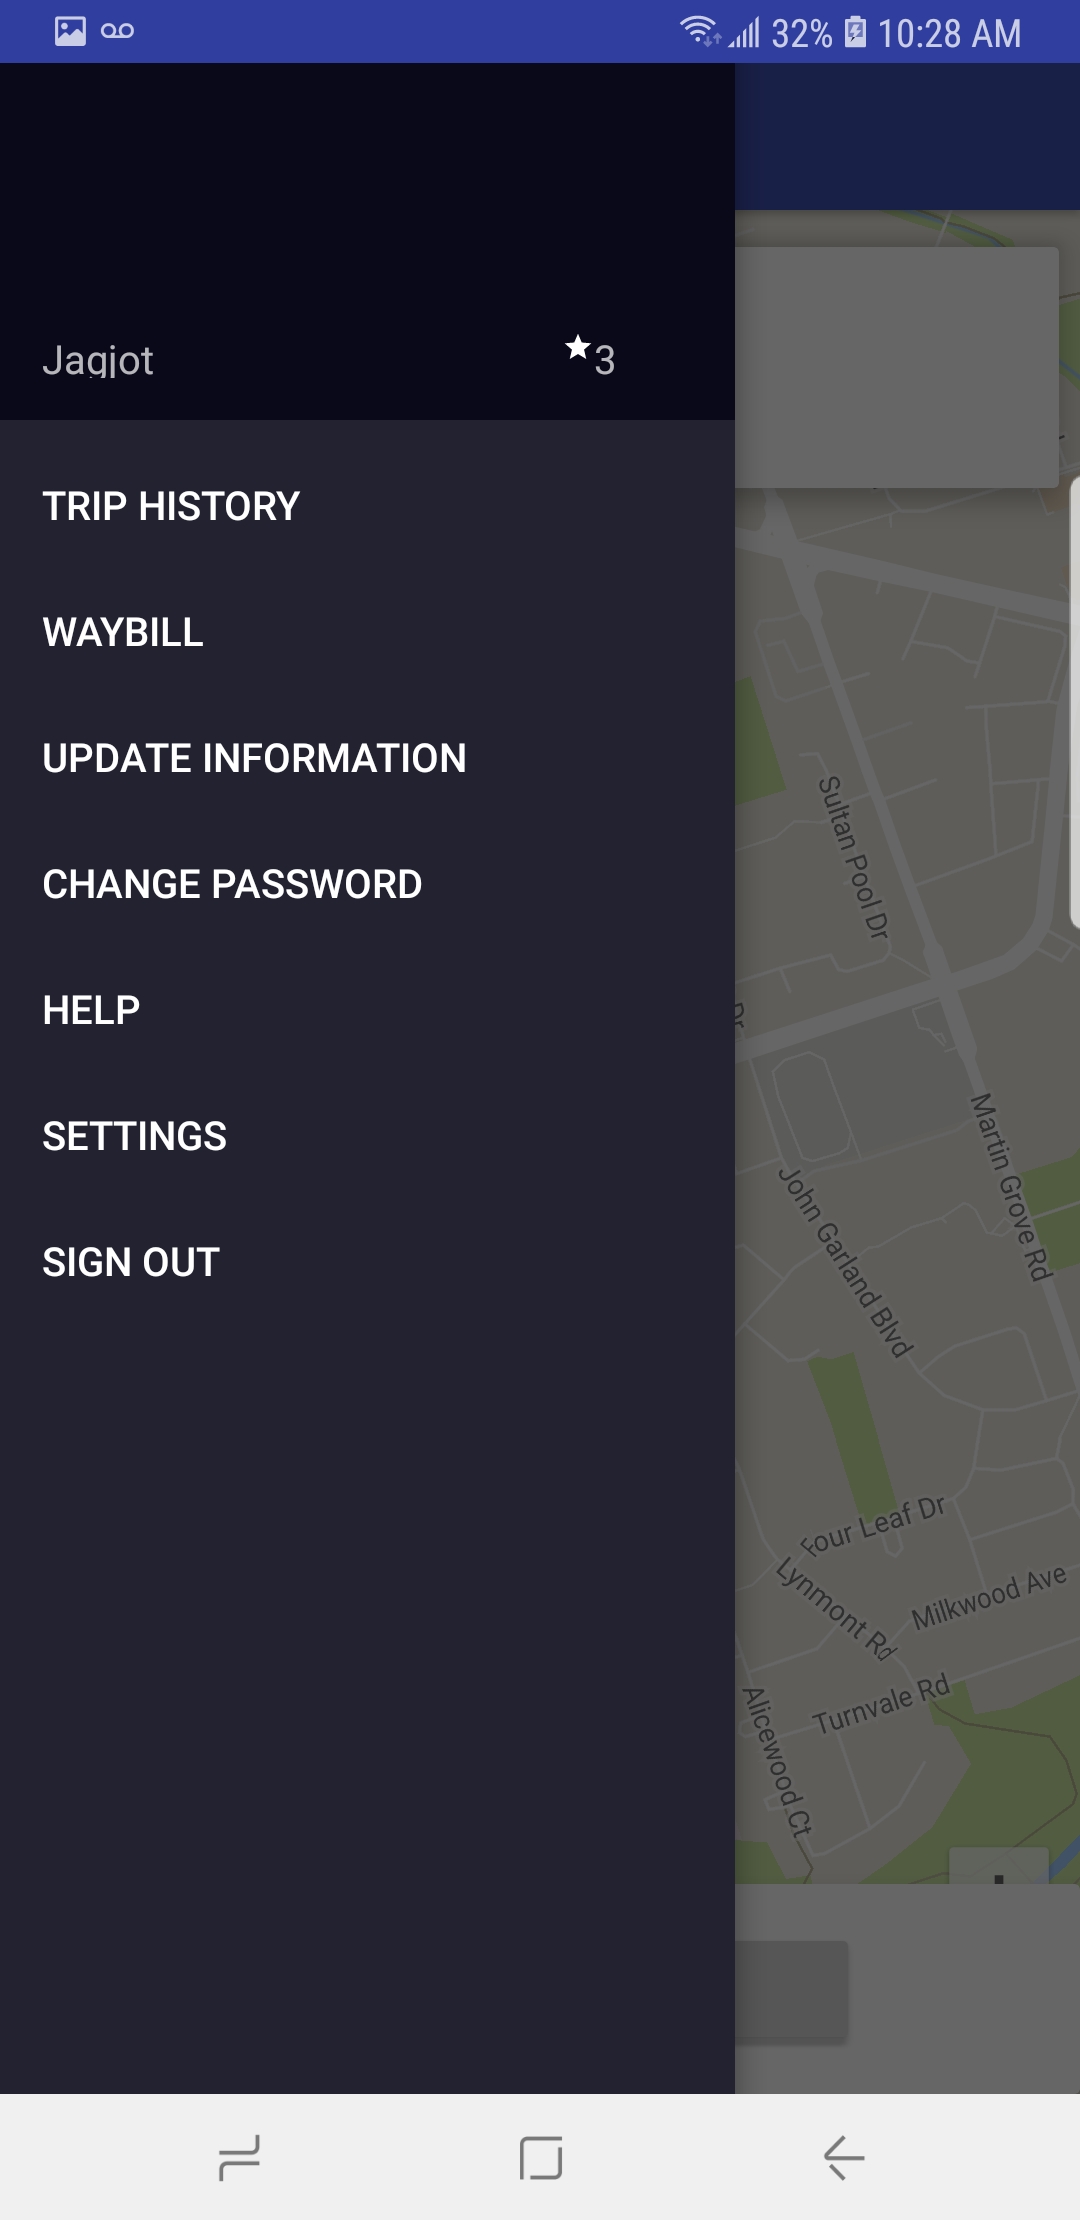 32% 10:28 AM
Jagjot
3
TRIP HISTORY
WAYBILL
UPDATE INFORMATION
CHANGE PASSWORD
HELP
SETTINGS
SIGN OUT
Sultan Pool Dr
Dr
Martin Grove Rd
John Garland Blvd
Four Leaf Dr
Lynmont Rd
Milkwood Ave
Turnvale Rd
Alicewood Ct